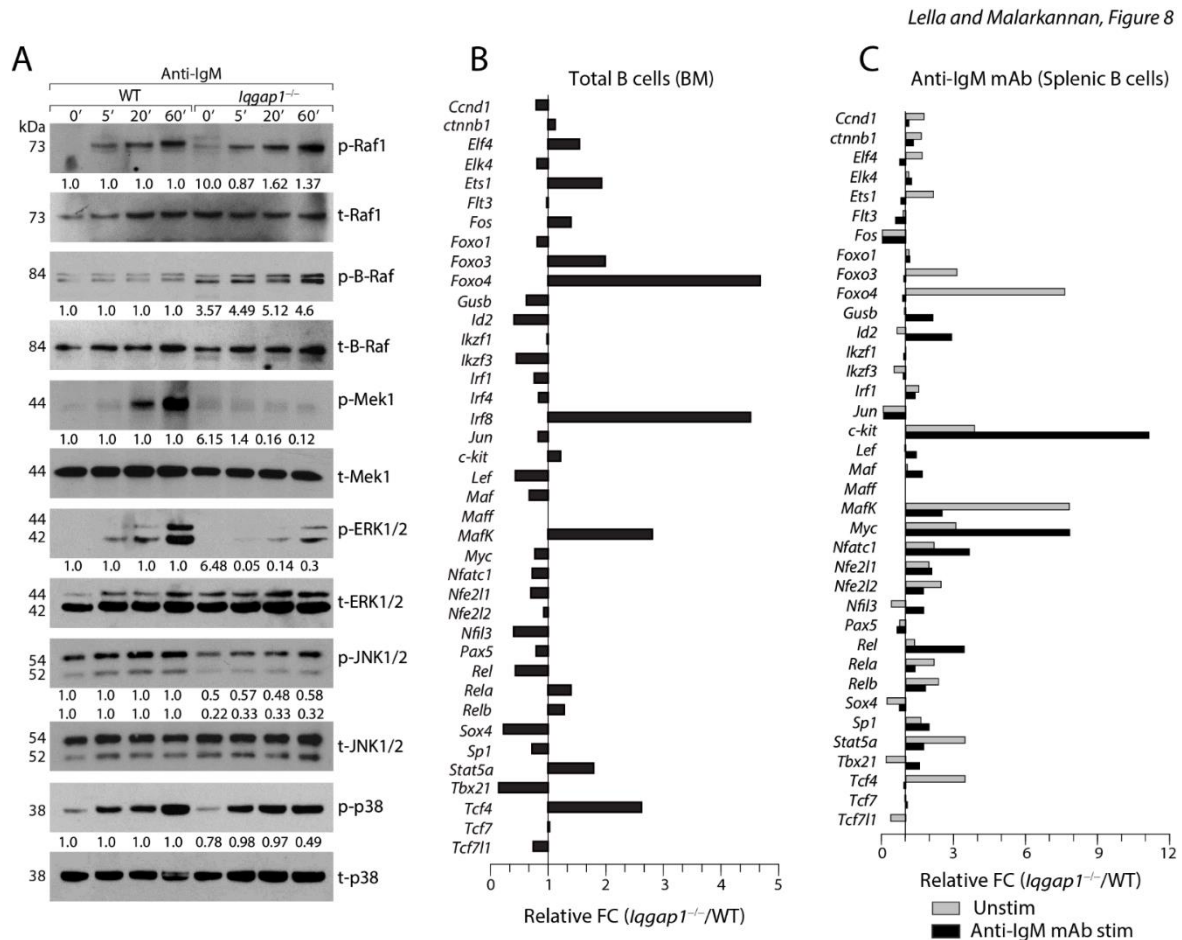 Lella and Malarkannan, Figure 8
A
Anti-IgM
WT Iqgap1–/–
kDa 0′ 5′ 20′ 60′ 0′ 5′ 20′ 60′
73 p-Raf1
1.0 1.0 1.0 1.0 10.0 0.87 1.62 1.37
73 t-Raf1
84 p-B-Raf
1.0 1.0 1.0 1.0 3.57 4.49 5.12 4.6
84 t-B-Raf
44 p-Mek1
1.0 1.0 1.0 1.0 6.15 1.4 0.16 0.12
44 t-Mek1
44
42 p-ERK1/2
1.0 1.0 1.0 1.0 6.48 0.05 0.14 0.3
44
42 t-ERK1/2
54
52 p-JNK1/2
1.0 1.0 1.0 1.0 0.5 0.57 0.48 0.58
1.0 1.0 1.0 1.0 0.22 0.33 0.33 0.32
54
52 t-JNK1/2
38 p-p38
1.0 1.0 1.0 1.0 0.78 0.98 0.97 0.49
38 t-p38
B
Total B cells (BM)
Ccnd1
ctnnb1
Elf4
Elk4
Ets1
Flt3
Fos
Foxo1
Foxo3
Foxo4
Gusb
Id2
Ikzf1
Ikzf3
Irf1
Irf4
Irf8
Jun
c-kit
Lef
Maf
Maff
MafK
Myc
Nfatc1
Nfe2l1
Nfe2l2
Nfil3
Pax5
Rel
Rela
Relb
Sox4
Sp1
Stat5a
Tbx21
Tcf4
Tcf7
Tcf7l1
0 1 2 3 4 5
Relative FC (Iqgap1–/–/WT)
C
Anti-IgM mAb (Splenic B cells)
Ccnd1
ctnnb1
Elf4
Elk4
Ets1
Flt3
Fos
Foxo1
Foxo3
Foxo4
Gusb
Id2
Ikzf1
Ikzf3
Irf1
Jun
c-kit
Lef
Maf
Maff
MafK
Myc
Nfatc1
Nfe2l1
Nfe2l2
Nfil3
Pax5
Rel
Rela
Relb
Sox4
Sp1
Stat5a
Tbx21
Tcf4
Tcf7
Tcf7l1
0 3 6 9 12
Relative FC (Iqgap1–/–/WT)
Unstim
Anti-IgM mAb stim